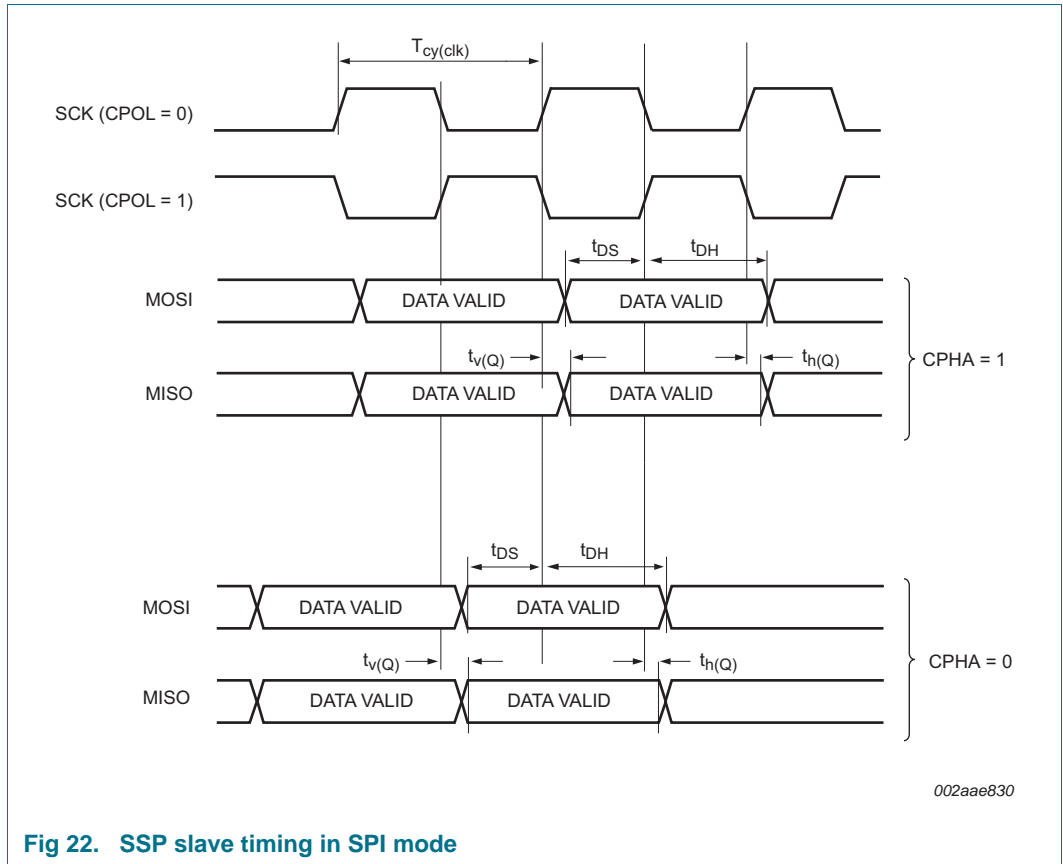 Tcy(clk)
SCK (CPOL = 0)
SCK (CPOL = 1)
tDS tDH
MOSI DATA VALID DATA VALID
tv(Q) th(Q)
CPHA = 1
MISO DATA VALID DATA VALID
tDS tDH
MOSI DATA VALID DATA VALID
tv(Q) th(Q)
CPHA = 0
MISO DATA VALID DATA VALID
002aae830
Fig 22. SSP slave timing in SPI mode